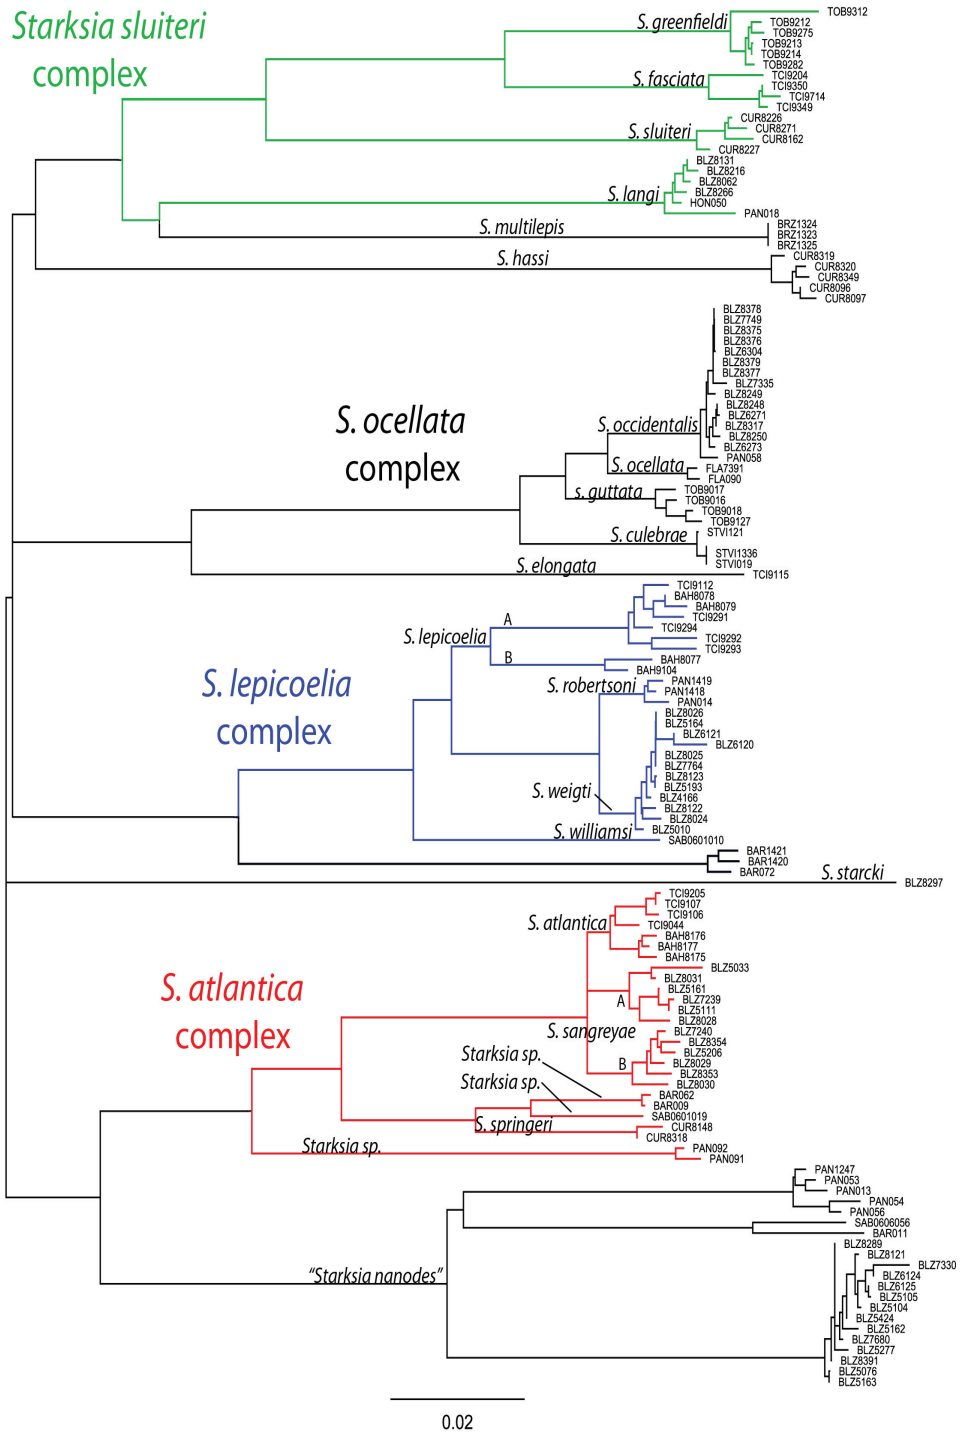 Starksia sluiteri
complex
S. greenfieldi
TOB9312
TOB9212
TOB9275
TOB9213
TOB9214
TOB9282
S. fasciata
TCI9204
TCI9350
TCI9714
TCI9349
S. sluiteri
CUR8226
CUR8271
CUR8162
CUR8227
S. langi
BLZ8131
BLZ8216
BLZ8062
BLZ8266
HON050
PAN018
S. multilepis
BRZ1324
BRZ1323
BRZ1325
S. hassi
CUR8319
CUR8320
CUR8349
CUR8096
CUR8097
S. ocellata
complex
BLZ8378
BLZ7749
BLZ8375
BLZ8376
BLZ6304
BLZ8379
BLZ8377
BLZ7335
BLZ8249
BLZ8248
BLZ6271
BLZ8317
BLZ8250
BLZ6273
PAN058
S. occidentalis
S. ocellata
FLA7391
FLA090
s. guttata
TOB9017
TOB9016
TOB9018
TOB9127
S. culebrae
STVI121
STVI1336
STVI019
S. elongata
TCI9115
S. lepicoelia
complex
S. lepicoelia
A
TCI9112
BAH8078
BAH8079
TCI9291
TCI9294
TCI9292
TCI9293
B
BAH8077
BAH9104
S. robertsoni
PAN1419
PAN1418
PAN014
BLZ8026
BLZ5164
BLZ6121
BLZ6120
BLZ8025
BLZ7764
BLZ8123
BLZ5193
BLZ4166
BLZ8122
BLZ8024
BLZ5010
S. weigti
S. williamsi
SAB0601010
BAR1421
BAR1420
BAR072
S. starcki
BLZ8297
S. atlantica
complex
S. atlantica
TCI9205
TCI9107
TCI9106
TCI9044
BAH8176
BAH8177
BAH8175
S. sangreyae
A
BLZ5033
BLZ8031
BLZ5161
BLZ7239
BLZ5111
BLZ8028
B
BLZ7240
BLZ8354
BLZ5206
BLZ8029
BLZ8353
BLZ8030
Starksia sp.
BAR062
BAR009
Starksia sp.
SAB0601019
S. springeri
CUR8148
CUR8318
Starksia sp.
PAN092
PAN091
PAN1247
PAN053
PAN013
PAN054
PAN056
SAB0606056
BAR011
"Starksia nanodes"
BLZ8289
BLZ8121
BLZ7330
BLZ6124
BLZ6125
BLZ5105
BLZ5104
BLZ5424
BLZ5162
BLZ7680
BLZ5277
BLZ8391
BLZ5076
BLZ5163
0.02